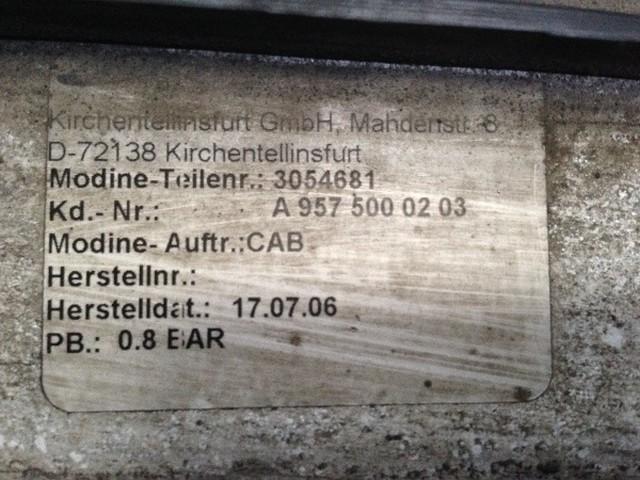 Kirchentellinsfurt GmbH, Mahdenstr. 8
D-72138 Kirchentellinsfurt
Modine-Teilenr.: 3054681
Kd.- Nr.: A 957 500 02 03
Modine- Auftr.:CAB
Herstellnr.:
Herstelldat.: 17.07.06
PB.: 0.8 BAR